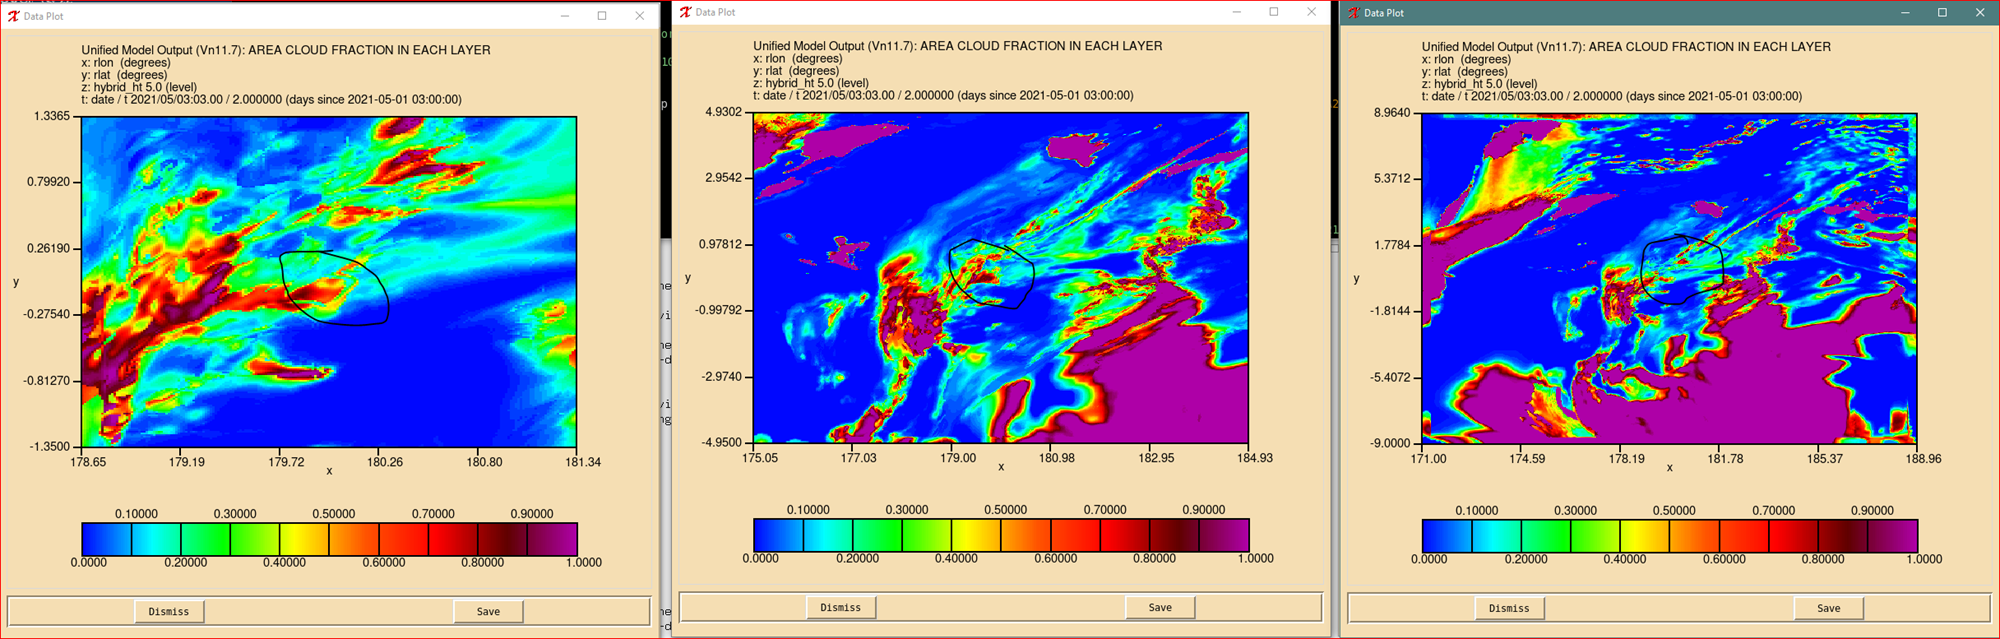 Data Plot
Unified Model Output (Vn11.7): AREA CLOUD FRACTION IN EACH LAYER
x: rlon (degrees)
y: rlat (degrees)
z: hybrid_ht 5.0 (level)
t: date / t 2021/05/03:03.00 / 2.000000 (days since 2021-05-01 03:00:00)
1.3365
0.79920
0.26190
y
-0.27540
-0.81270
-1.3500
178.65 179.19 179.72 180.26 180.80 181.34
x
0.10000 0.30000 0.50000 0.70000 0.90000
0.0000 0.20000 0.40000 0.60000 0.80000 1.0000
Dismiss Save
Data Plot
Unified Model Output (Vn11.7): AREA CLOUD FRACTION IN EACH LAYER
x: rlon (degrees)
y: rlat (degrees)
z: hybrid_ht 5.0 (level)
t: date / t 2021/05/03:03.00 / 2.000000 (days since 2021-05-01 03:00:00)
4.9302
2.9542
0.97812
y
-0.99792
-2.9740
-4.9500
175.05 177.03 179.00 180.98 182.95 184.93
x
0.10000 0.30000 0.50000 0.70000 0.90000
0.0000 0.20000 0.40000 0.60000 0.80000 1.0000
Dismiss Save
Data Plot
Unified Model Output (Vn11.7): AREA CLOUD FRACTION IN EACH LAYER
x: rlon (degrees)
y: rlat (degrees)
z: hybrid_ht 5.0 (level)
t: date / t 2021/05/03:03.00 / 2.000000 (days since 2021-05-01 03:00:00)
8.9640
5.3712
1.7784
y
-1.8144
-5.4072
-9.0000
171.00 174.59 178.19 181.78 185.37 188.96
x
0.10000 0.30000 0.50000 0.70000 0.90000
0.0000 0.20000 0.40000 0.60000 0.80000 1.0000
Dismiss Save